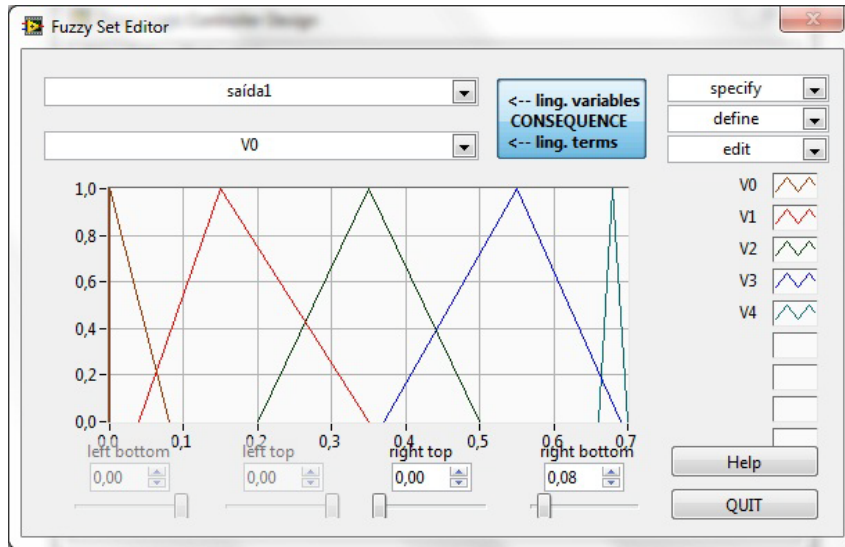 Fuzzy Set Editor
saída1
<-- ling. variables
CONSEQUENCE
<-- ling. terms
specify
define
V0
edit
1,0
0,8
0,6
0,4
0,2
0,0
0,0 0,1 0,2 0,3 0,4 0,5 0,6 0,7
V0
V1
V2
V3
V4
left bottom left top right top right bottom
0,00 0,00 0,00 0,08
Help
QUIT